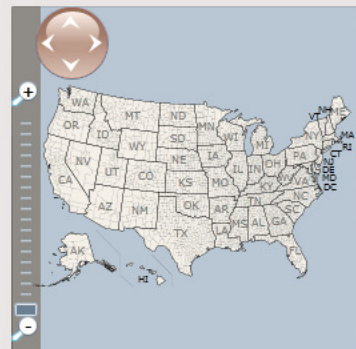 +
WA
MT
ND
MN
OR
ID
SD
WI
MI
NY
VT
NH
MA
RI
CT
WY
NE
IA
PA
NJ
NV
UT
CO
IL
IN
OH
DE
MD
DC
CA
KS
MO
KY
WV
VA
AZ
NM
OK
AR
TN
NC
SC
TX
LA
MS
AL
GA
FL
AK
HI
-